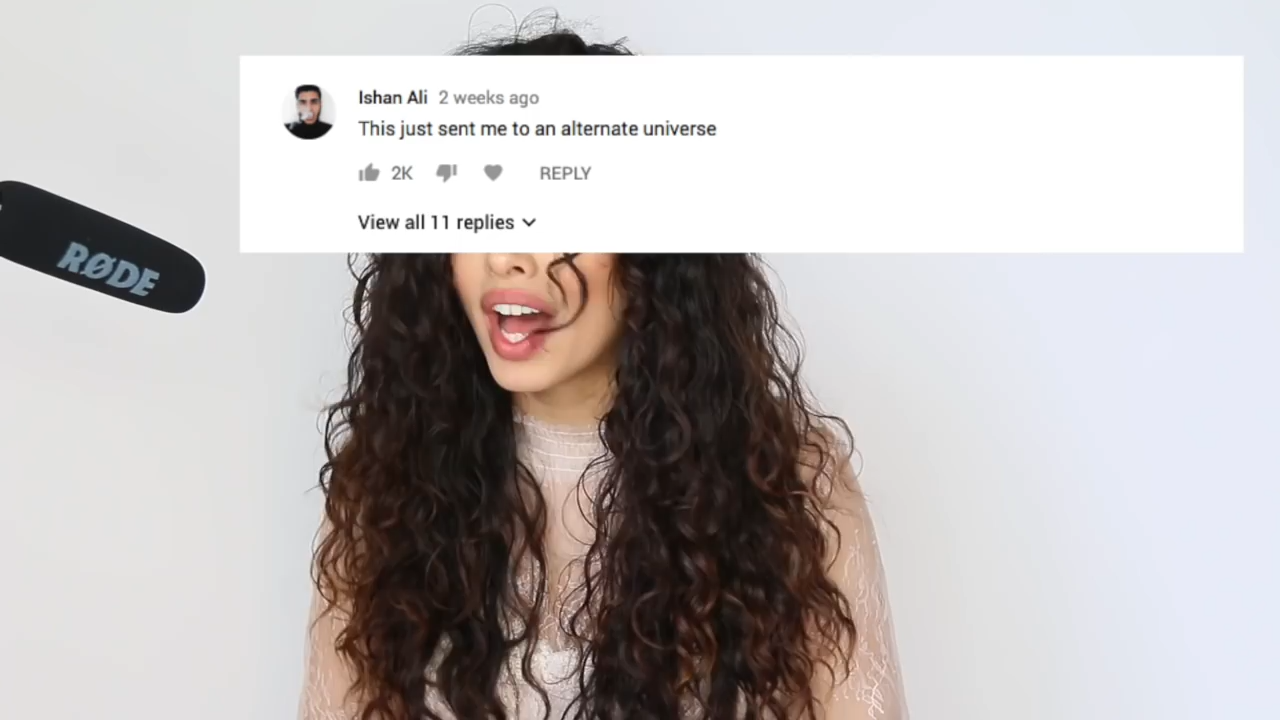 Ishan Ali 2 weeks ago
This just sent me to an alternate universe
2K REPLY
View all 11 replies
RØDE